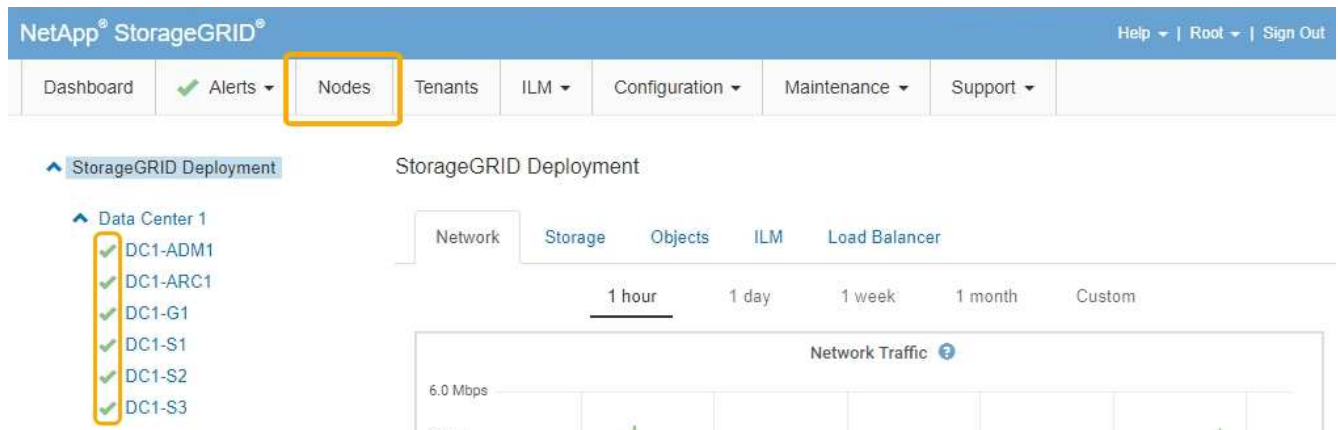 NetApp® StorageGRID®
Help | Root | Sign Out
Dashboard Alerts Nodes Tenants ILM Configuration Maintenance Support
StorageGRID Deployment
Data Center 1
DC1-ADM1
DC1-ARC1
DC1-G1
DC1-S1
DC1-S2
DC1-S3
StorageGRID Deployment
Network Storage Objects ILM Load Balancer
1 hour 1 day 1 week 1 month Custom
Network Traffic ?
6.0 Mbps